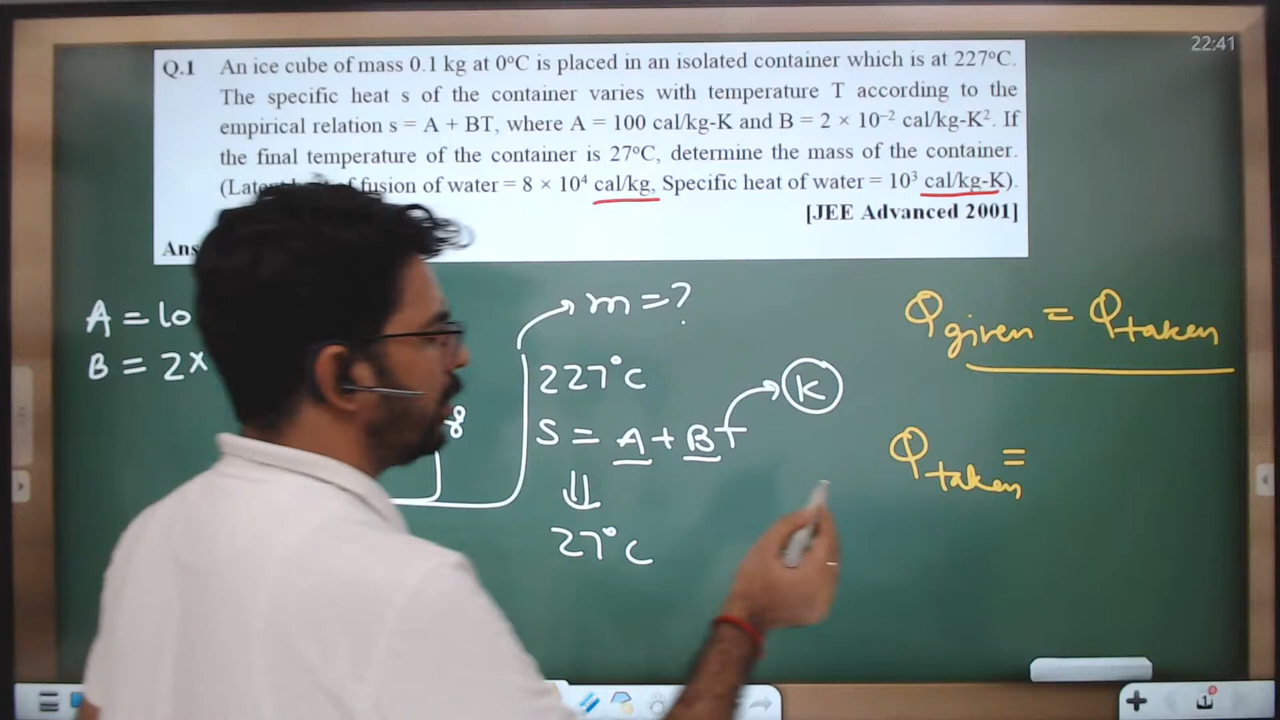 22:41
Q.1 An ice cube of mass 0.1 kg at 0°C is placed in an isolated container which is at 227°C.
The specific heat s of the container varies with temperature T according to the
empirical relation s = A + BT, where A = 100 cal/kg-K and B = 2 × 10⁻² cal/kg-K². If
the final temperature of the container is 27°C, determine the mass of the container.
fusion of water = 8 × 10⁴ cal/kg, Specific heat of water = 10³ cal/kg-K).
[JEE Advanced 2001]
Ans
A = 10
B = 2×
m = ?
227°C
S = A + BT
K
⇓
27°C
Q given = Q taken
Q taken =